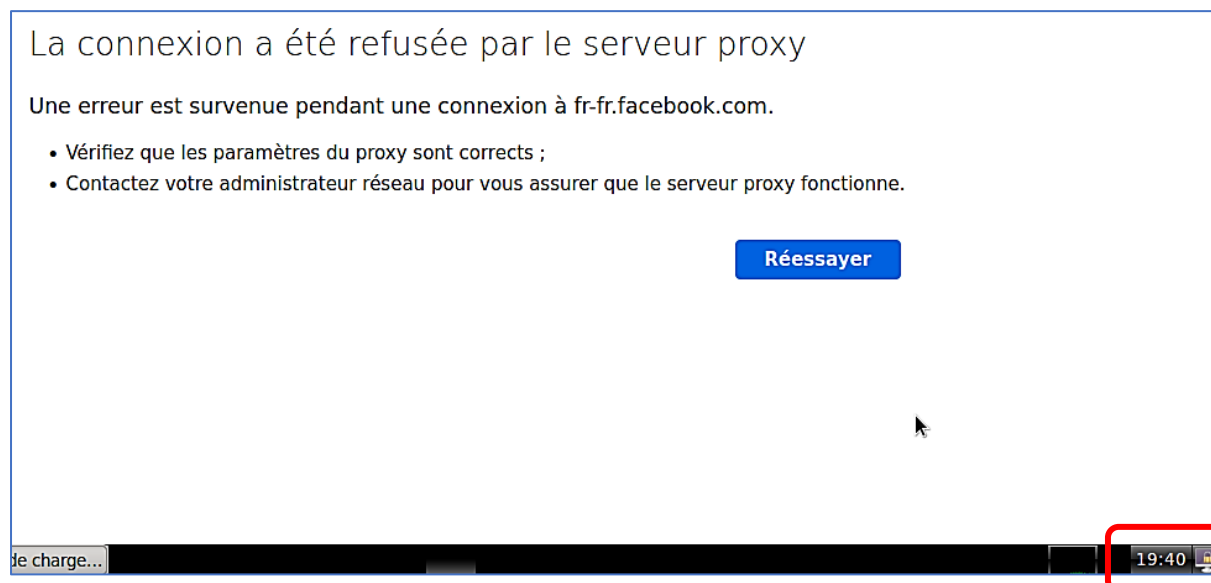 La connexion a été refusée par le serveur proxy
Une erreur est survenue pendant une connexion à fr-fr.facebook.com.
• Vérifiez que les paramètres du proxy sont corrects ;
• Contactez votre administrateur réseau pour vous assurer que le serveur proxy fonctionne.
Réessayer
de charge...
19:40